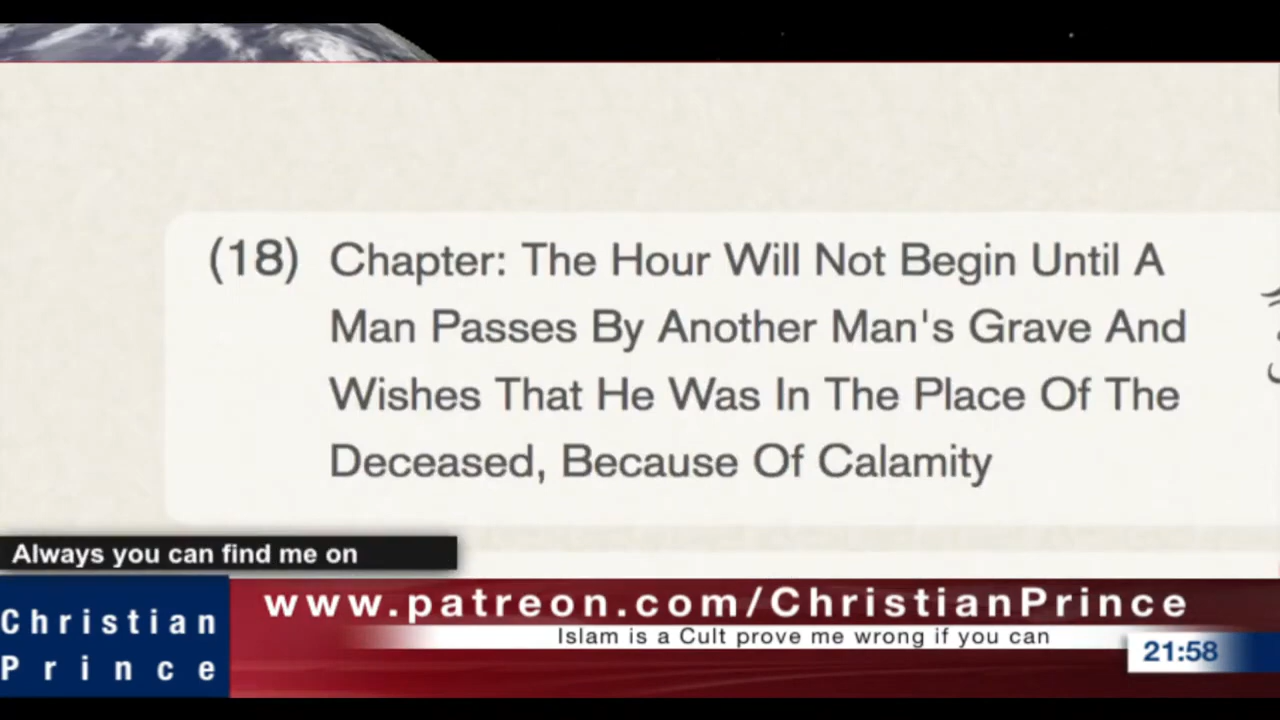 (18) Chapter: The Hour Will Not Begin Until A
Man Passes By Another Man's Grave And
Wishes That He Was In The Place Of The
Deceased, Because Of Calamity
Always you can find me on
Christian
Prince
www.patreon.com/ChristianPrince
Islam is a Cult prove me wrong if you can
21:58